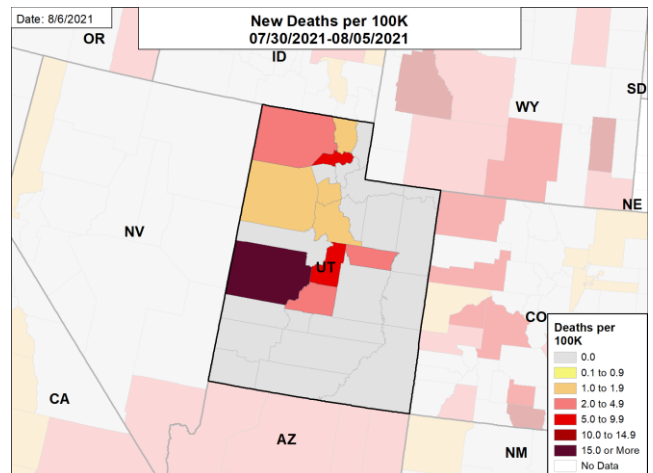 Date: 8/6/2021
New Deaths per 100K
07/30/2021-08/05/2021
OR
ID
WY
SD
NE
NV
UT
CO
CA
AZ
NM
Deaths per
100K
0.0
0.1 to 0.9
1.0 to 1.9
2.0 to 4.9
5.0 to 9.9
10.0 to 14.9
15.0 or More
No Data